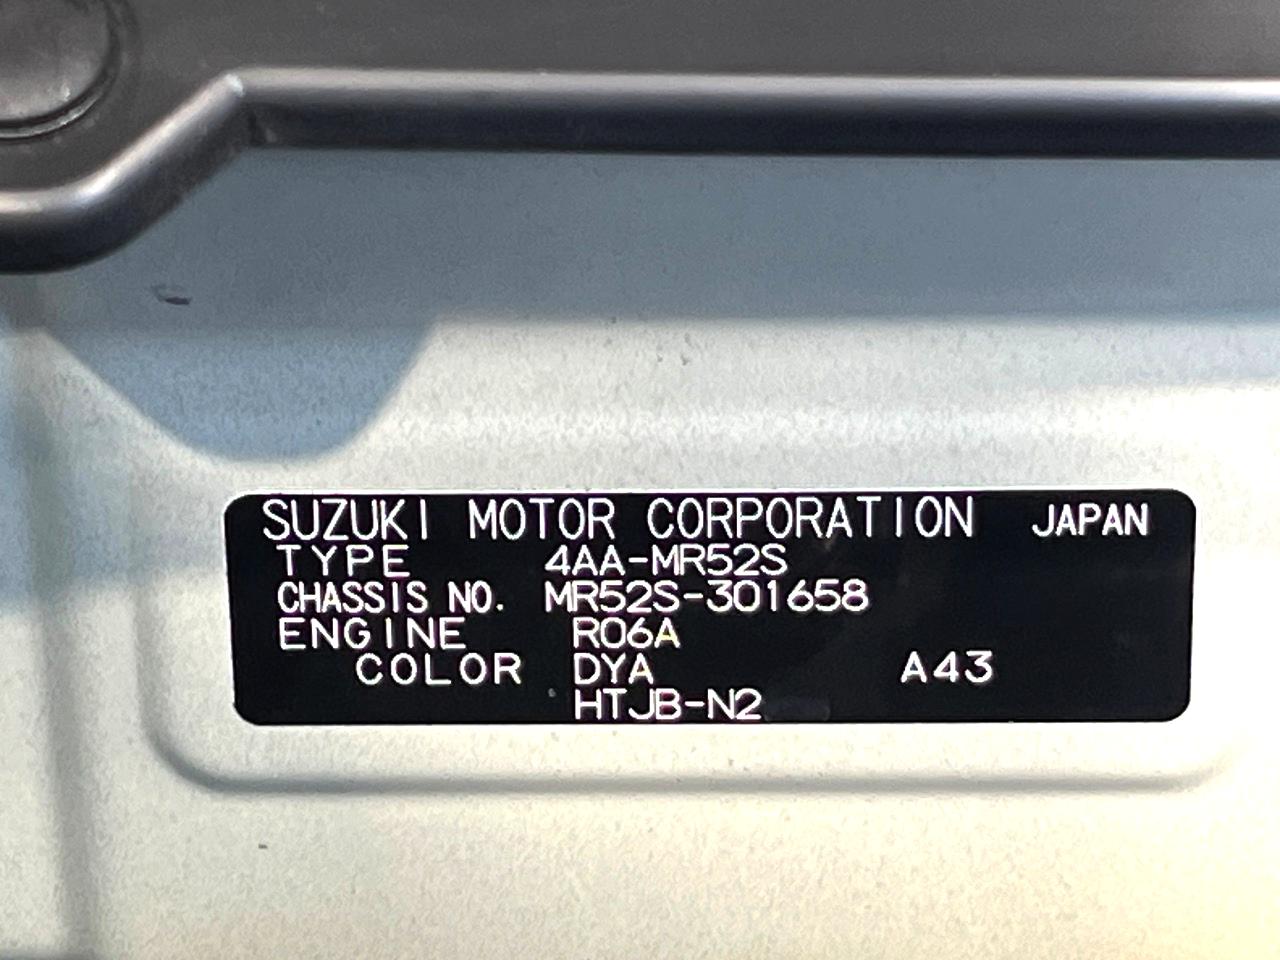 SUZUKI MOTOR CORPORATION JAPAN
TYPE 4AA-MR52S
CHASSIS NO. MR52S-301658
ENGINE R06A
COLOR DYA A43
HTJB-N2